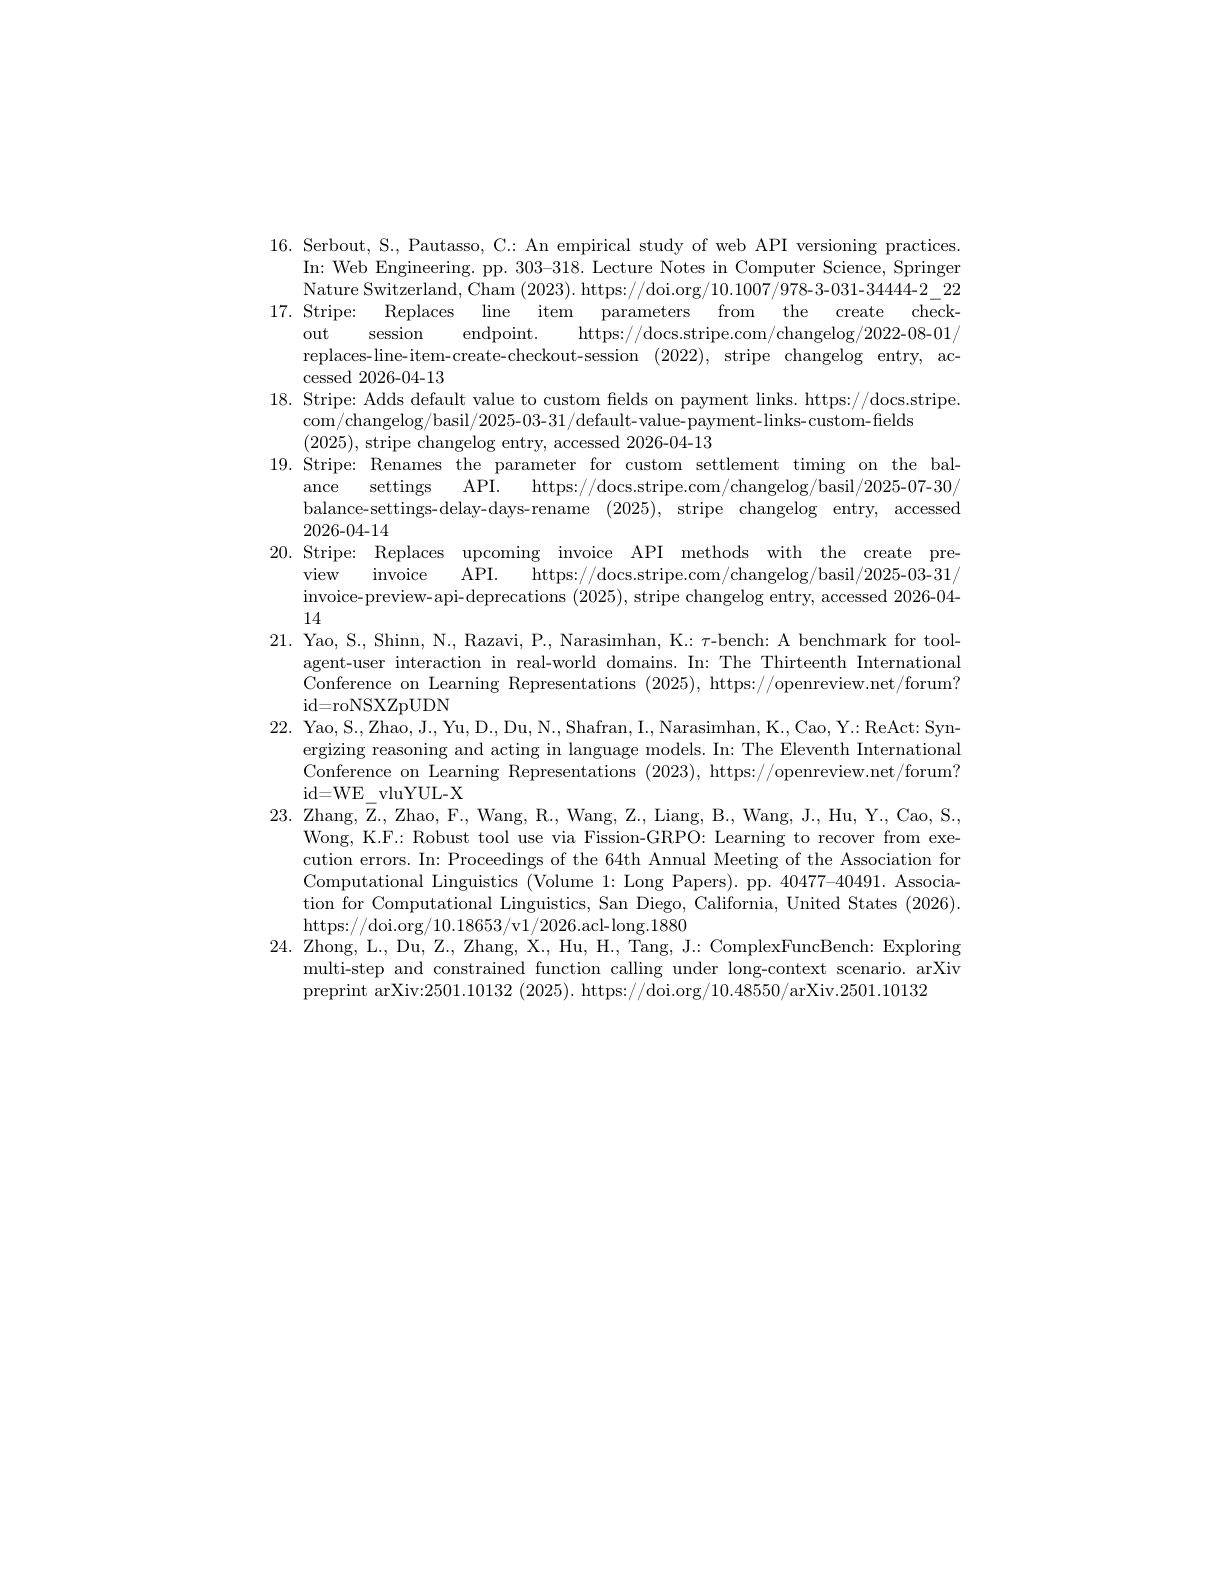 16. Serbout, S., Pautasso, C.: An empirical study of web API versioning practices.
In: Web Engineering. pp. 303–318. Lecture Notes in Computer Science, Springer
Nature Switzerland, Cham (2023). https://doi.org/10.1007/978-3-031-34444-2_22
17. Stripe: Replaces line item parameters from the create check-
out session endpoint. https://docs.stripe.com/changelog/2022-08-01/
replaces-line-item-create-checkout-session (2022), stripe changelog entry, ac-
cessed 2026-04-13
18. Stripe: Adds default value to custom fields on payment links. https://docs.stripe.
com/changelog/basil/2025-03-31/default-value-payment-links-custom-fields
(2025), stripe changelog entry, accessed 2026-04-13
19. Stripe: Renames the parameter for custom settlement timing on the bal-
ance settings API. https://docs.stripe.com/changelog/basil/2025-07-30/
balance-settings-delay-days-rename (2025), stripe changelog entry, accessed
2026-04-14
20. Stripe: Replaces upcoming invoice API methods with the create pre-
view invoice API. https://docs.stripe.com/changelog/basil/2025-03-31/
invoice-preview-api-deprecations (2025), stripe changelog entry, accessed 2026-04-
14
21. Yao, S., Shinn, N., Razavi, P., Narasimhan, K.: τ-bench: A benchmark for tool-
agent-user interaction in real-world domains. In: The Thirteenth International
Conference on Learning Representations (2025), https://openreview.net/forum?
id=roNSXZpUDN
22. Yao, S., Zhao, J., Yu, D., Du, N., Shafran, I., Narasimhan, K., Cao, Y.: ReAct: Syn-
ergizing reasoning and acting in language models. In: The Eleventh International
Conference on Learning Representations (2023), https://openreview.net/forum?
id=WE_vluYUL-X
23. Zhang, Z., Zhao, F., Wang, R., Wang, Z., Liang, B., Wang, J., Hu, Y., Cao, S.,
Wong, K.F.: Robust tool use via Fission-GRPO: Learning to recover from exe-
cution errors. In: Proceedings of the 64th Annual Meeting of the Association for
Computational Linguistics (Volume 1: Long Papers). pp. 40477–40491. Associa-
tion for Computational Linguistics, San Diego, California, United States (2026).
https://doi.org/10.18653/v1/2026.acl-long.1880
24. Zhong, L., Du, Z., Zhang, X., Hu, H., Tang, J.: ComplexFuncBench: Exploring
multi-step and constrained function calling under long-context scenario. arXiv
preprint arXiv:2501.10132 (2025). https://doi.org/10.48550/arXiv.2501.10132